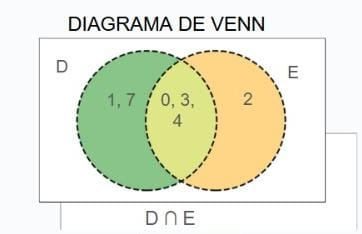 DIAGRAMA DE VENN
D
E
1, 7
0, 3,
4
2
D ∩ E